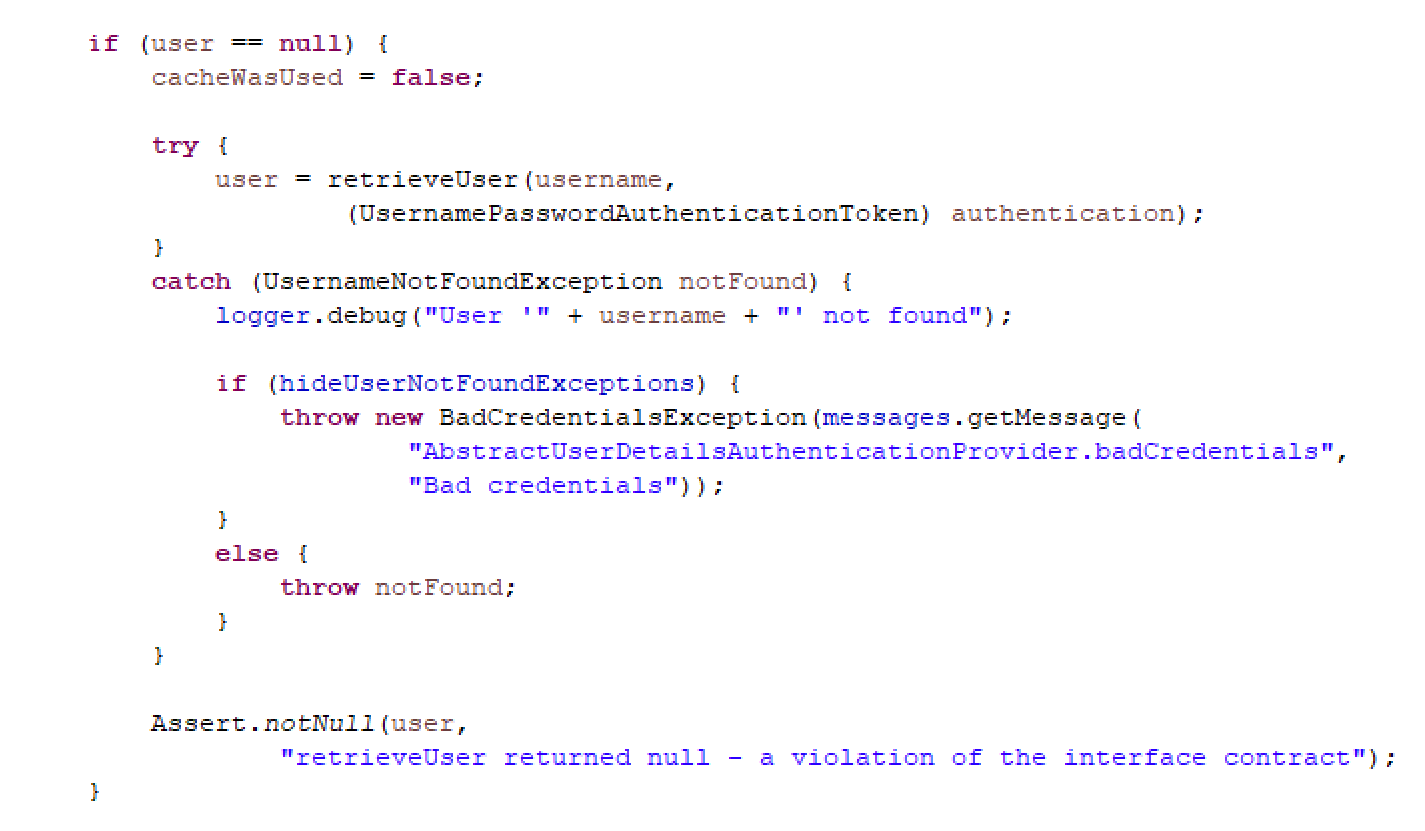 if (user == null) {
cacheWasUsed = false;
try {
user = retrieveUser(username,
(UsernamePasswordAuthenticationToken) authentication);
}
catch (UsernameNotFoundException notFound) {
logger.debug("User '" + username + "' not found");
if (hideUserNotFoundExceptions) {
throw new BadCredentialsException(messages.getMessage(
"AbstractUserDetailsAuthenticationProvider.badCredentials",
"Bad credentials"));
}
else {
throw notFound;
}
}
Assert.notNull(user,
"retrieveUser returned null - a violation of the interface contract");
}